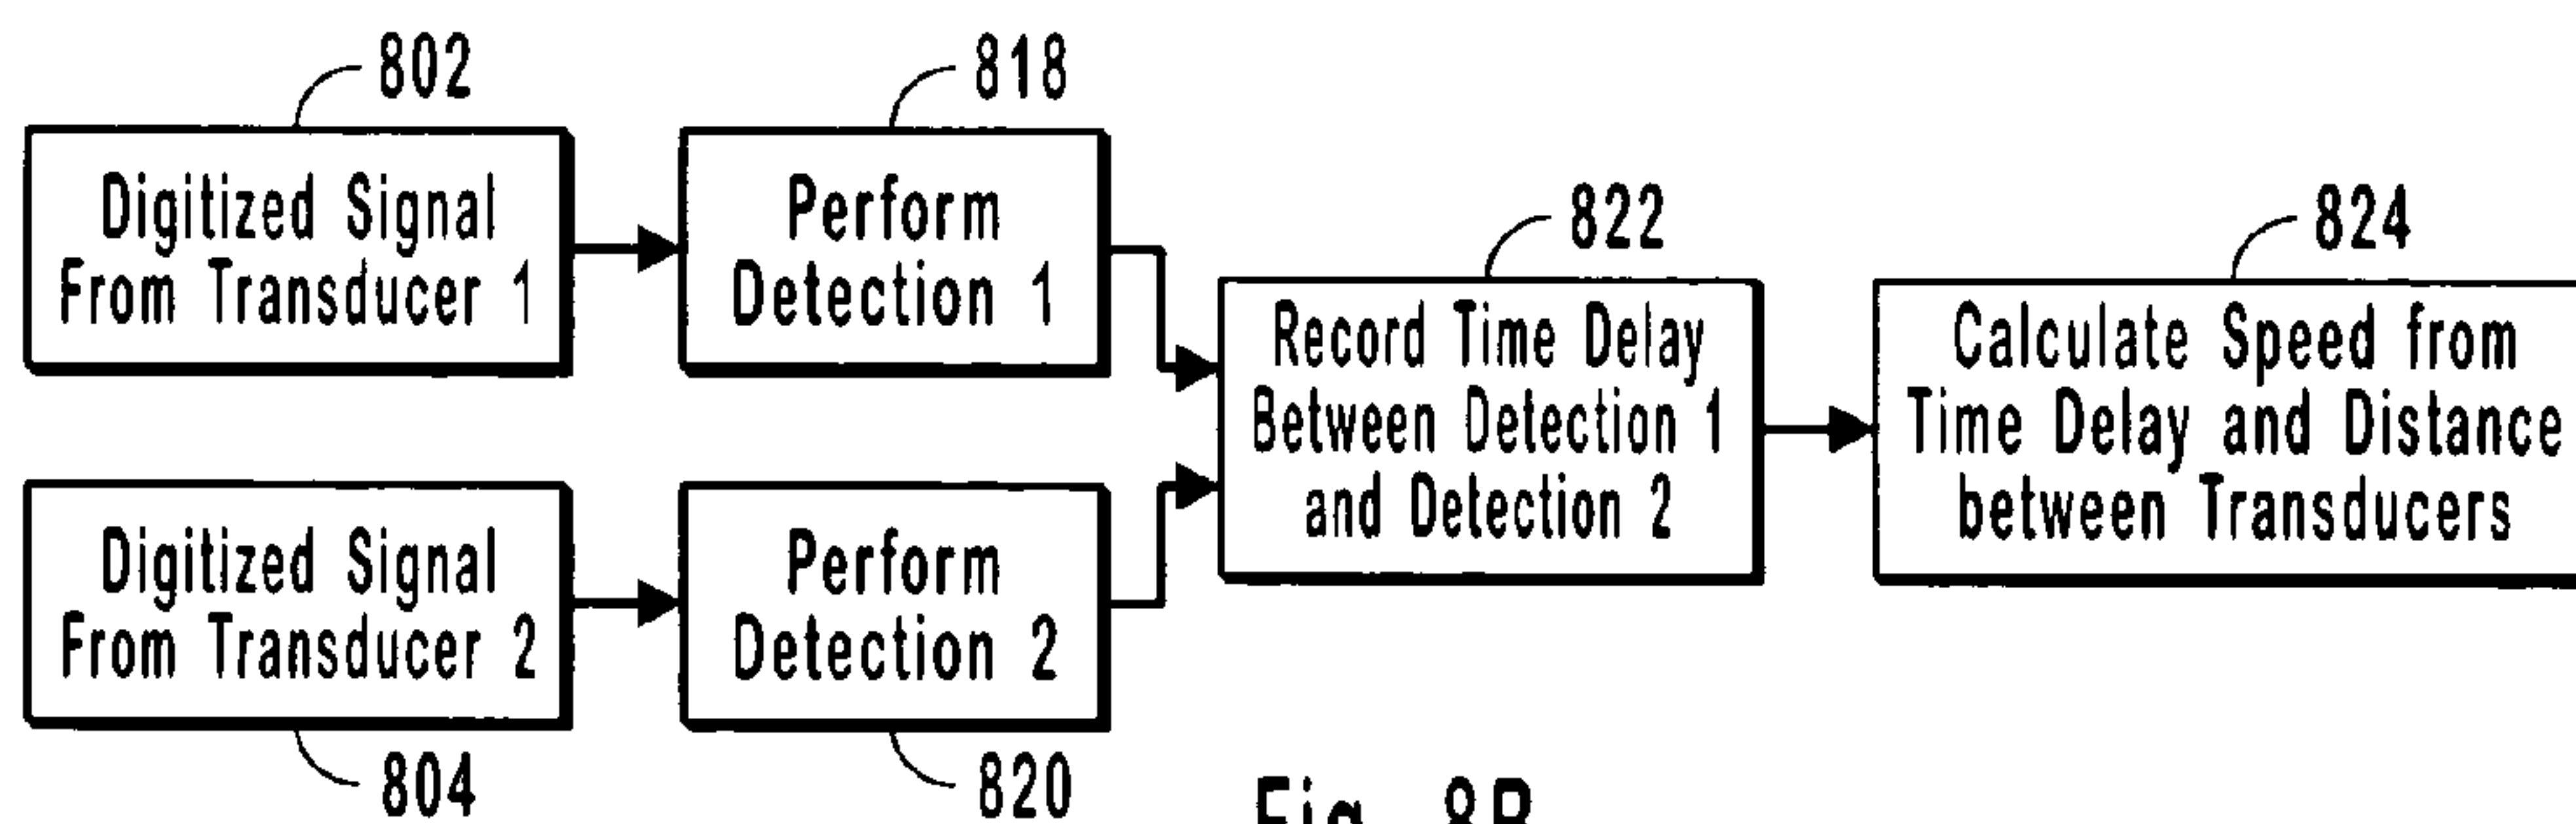 802
Digitized Signal
From Transducer 1
818
Perform
Detection 1
822
Record Time Delay
Between Detection 1
and Detection 2
824
Calculate Speed from
Time Delay and Distance
between Transducers
Digitized Signal
From Transducer 2
804
Perform
Detection 2
820
Fig. 8B